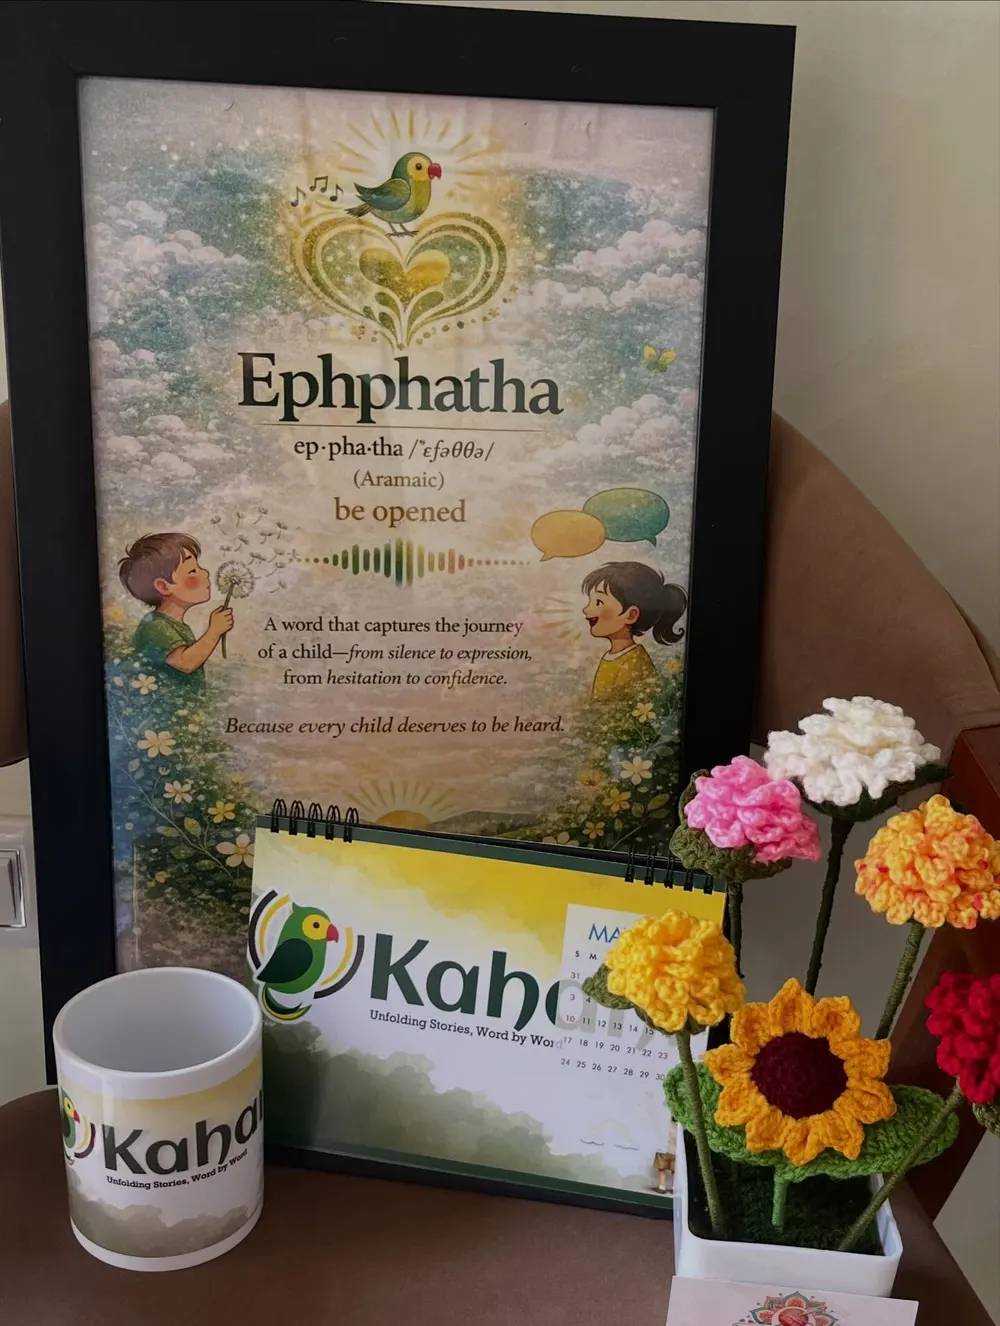 Ephphatha
ep·pha·tha /ˈɛfəθθə/
(Aramaic)
be opened
A word that captures the journey
of a child—from silence to expression,
from hesitation to confidence.
Because every child deserves to be heard.
Unfolding Stories, Word by Word
S M
31
3
10 11 12 13 14 15
17 18 19 20 21 22 23
24 25 26 27 28 29 30
Unfolding Stories, Word by Word